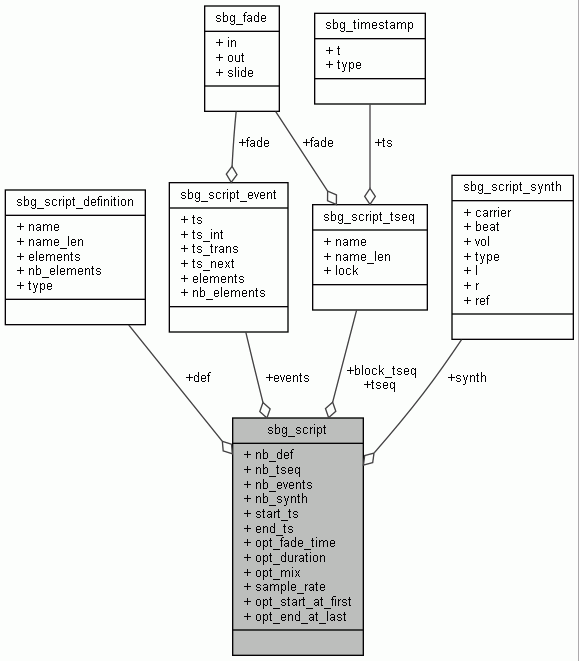 sbg_fade
+ in
+ out
+ slide
sbg_timestamp
+ t
+ type
+fade
+fade
+ts
sbg_script_definition
+ name
+ name_len
+ elements
+ nb_elements
+ type
sbg_script_event
+ ts
+ ts_int
+ ts_trans
+ ts_next
+ elements
+ nb_elements
sbg_script_tseq
+ name
+ name_len
+ lock
sbg_script_synth
+ carrier
+ beat
+ vol
+ type
+ l
+ r
+ ref
+def
+events
+block_tseq
+tseq
+synth
sbg_script
+ nb_def
+ nb_tseq
+ nb_events
+ nb_synth
+ start_ts
+ end_ts
+ opt_fade_time
+ opt_duration
+ opt_mix
+ sample_rate
+ opt_start_at_first
+ opt_end_at_last